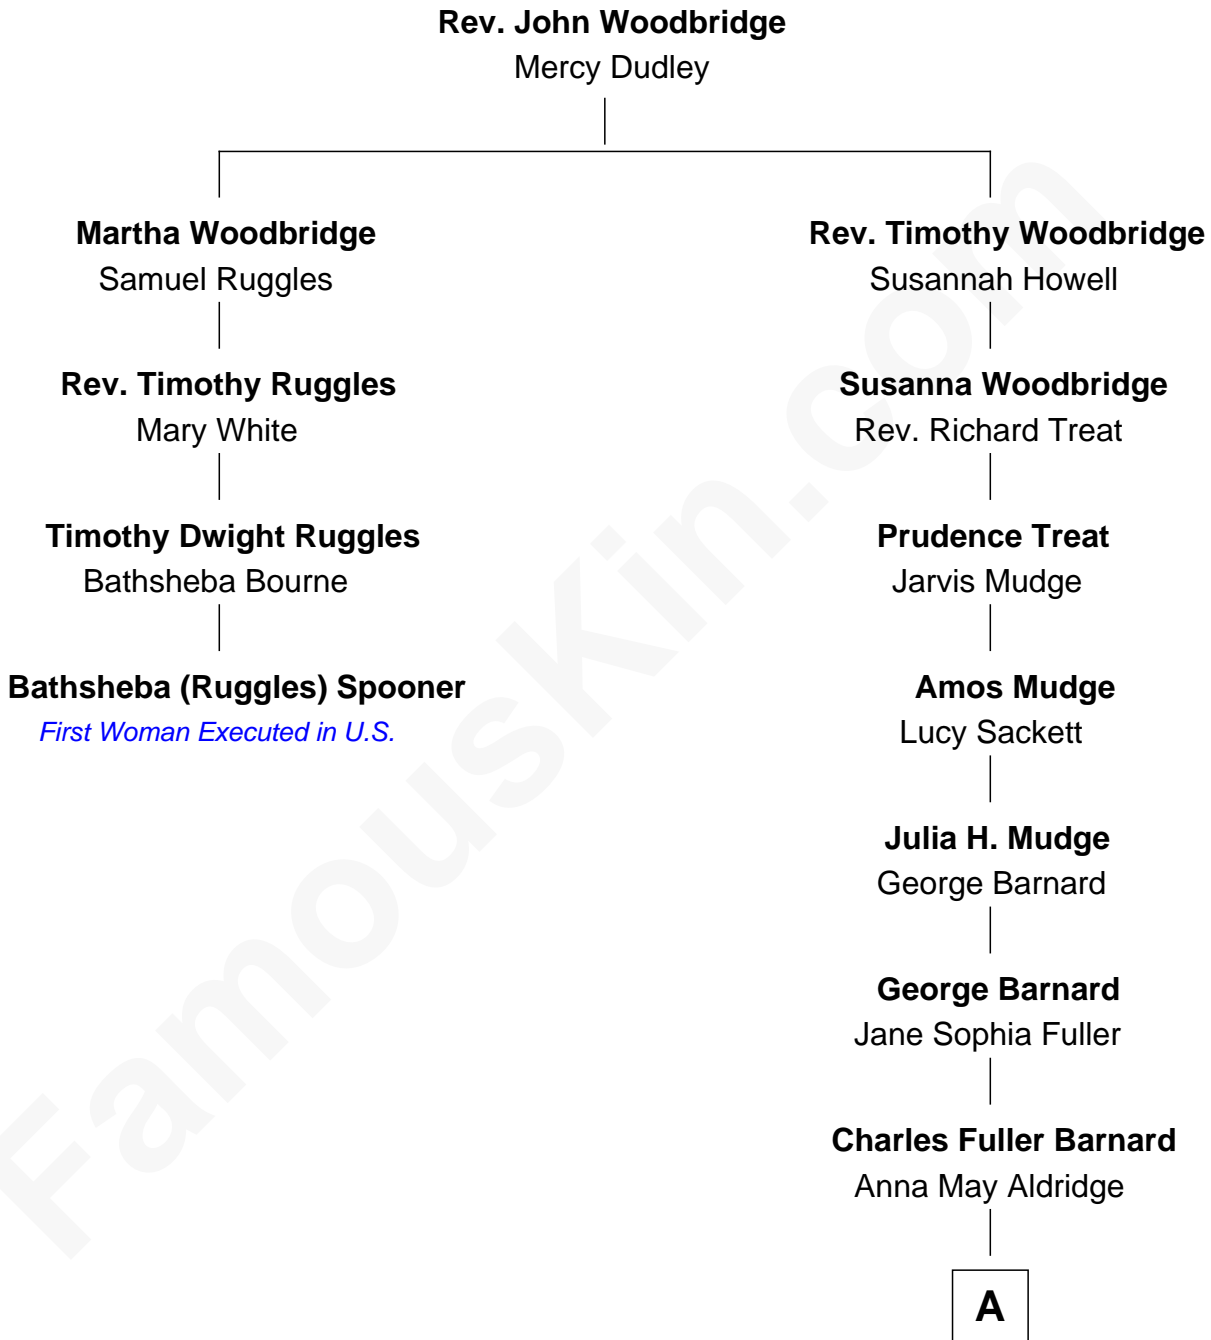 Rev. John Woodbridge
Mercy Dudley
Martha Woodbridge
Samuel Ruggles
Rev. Timothy Woodbridge
Susannah Howell
Rev. Timothy Ruggles
Mary White
Susanna Woodbridge
Rev. Richard Treat
Timothy Dwight Ruggles
Bathsheba Bourne
Prudence Treat
Jarvis Mudge
Bathsheba (Ruggles) Spooner
First Woman Executed in U.S.
Amos Mudge
Lucy Sackett
Julia H. Mudge
George Barnard
George Barnard
Jane Sophia Fuller
Charles Fuller Barnard
Anna May Aldridge
A
FamousKin.com